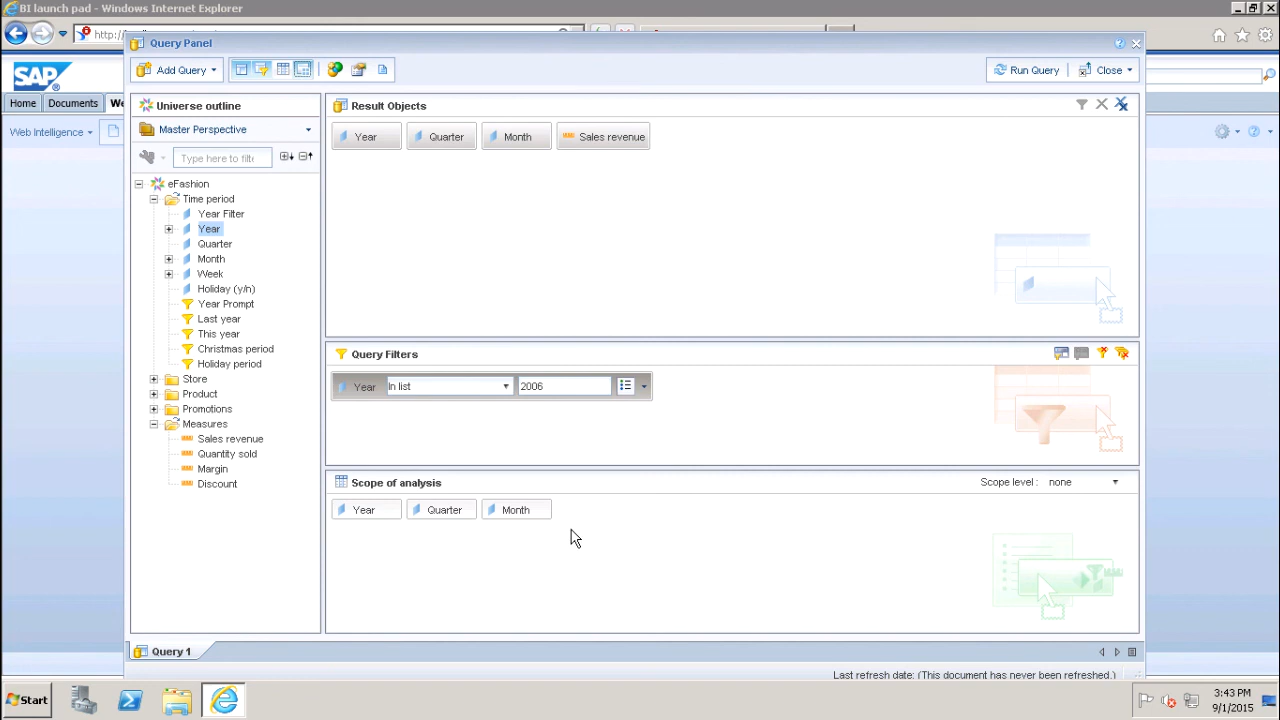 BI launch pad - Windows Internet Explorer
http:/
Query Panel
Add Query
Run Query
Close
SAP
Home
Documents
We
Web Intelligence
Universe outline
Master Perspective
Type here to filte
eFashion
Time period
Year Filter
Year
Quarter
Month
Week
Holiday (y/n)
Year Prompt
Last year
This year
Christmas period
Holiday period
Store
Product
Promotions
Measures
Sales revenue
Quantity sold
Margin
Discount
Result Objects
Year Quarter Month Sales revenue
Query Filters
Year In list 2006
Scope of analysis
Scope level : none
Year Quarter Month
Query 1
Last refresh date: (This document has never been refreshed.)
Start
3:43 PM
9/1/2015